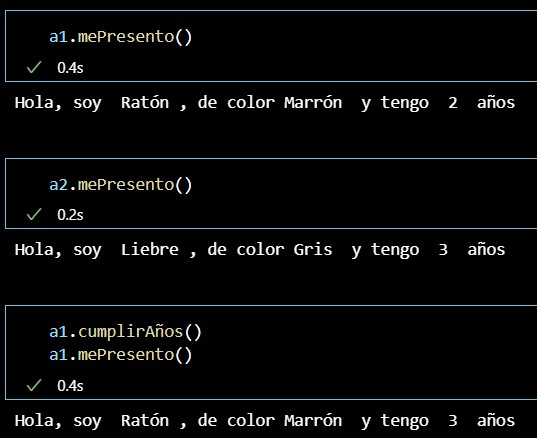 a1.mePresento()
✓ 0.4s
Hola, soy  Ratón , de color Marrón  y tengo  2  años
a2.mePresento()
✓ 0.2s
Hola, soy  Liebre , de color Gris  y tengo  3  años
a1.cumplirAños()
a1.mePresento()
✓ 0.4s
Hola, soy  Ratón , de color Marrón  y tengo  3  años